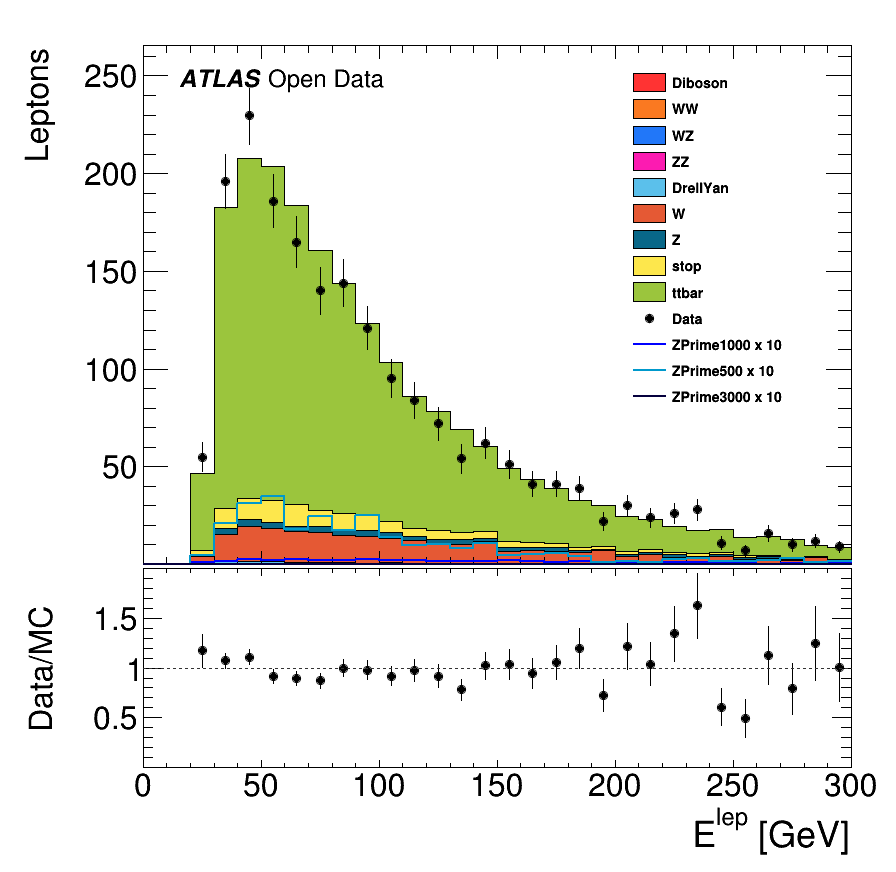 Leptons
ATLAS Open Data
250
200
150
100
50
Diboson
WW
WZ
ZZ
DrellYan
W
Z
stop
ttbar
Data
ZPrime1000 x 10
ZPrime500 x 10
ZPrime3000 x 10
Data/MC
1.5
1
0.5
0 50 100 150 200 250 300
E^lep [GeV]